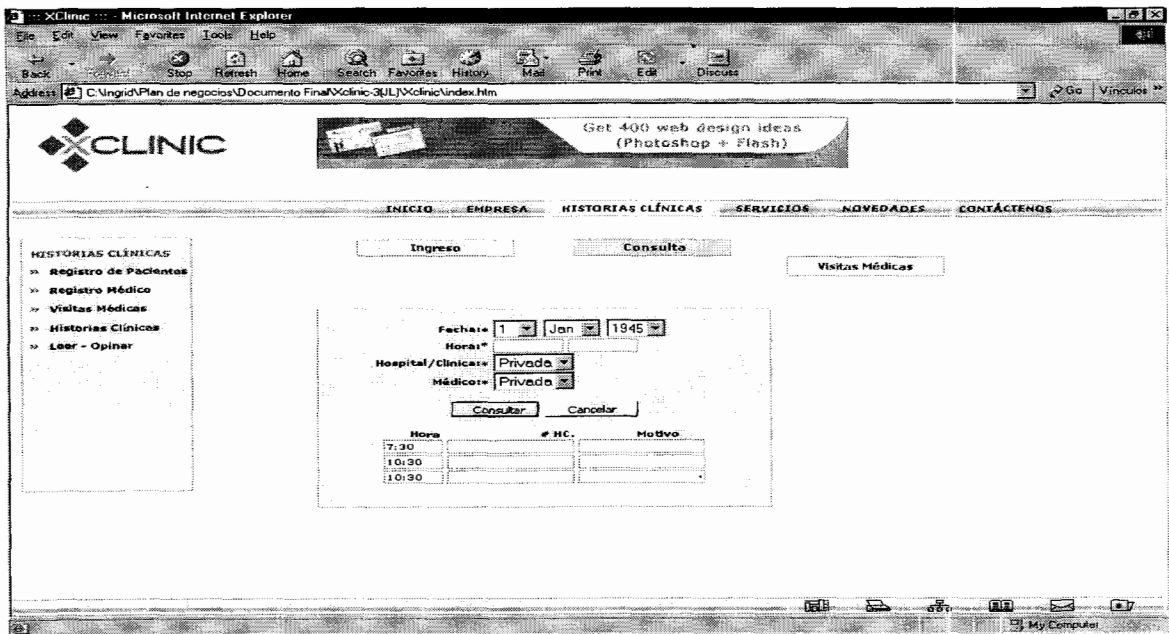 ::: XClinic ::: - Microsoft Internet Explorer
File Edit View Favorites Tools Help
Back Forward Stop Refresh Home Search Favorites History Mail Print Edit Discuss
Address C:\Ingrid\Plan de negocios\Documento Final\Xclinic-3(JL)\Xclinic\index.htm Go Vínculos »
XCLINIC
Get 400 web design ideas
(Photoshop + Flash)
INICIO EMPRESA HISTORIAS CLÍNICAS SERVICIOS NOVEDADES CONTÁCTENOS
HISTORIAS CLÍNICAS
» Registro de Pacientes
» Registro Médico
» Visitas Médicas
» Historias Clínicas
» Leer - Opinar
Ingreso Consulta
Visitas Médicas
Fecha:* 1 Jan 1945
Hora:*
Hospital/Clínica:* Privada
Médico:* Privada
Consultar Cancelar
Hora # HC. Motivo
7:30
10:30
10:30
My Computer